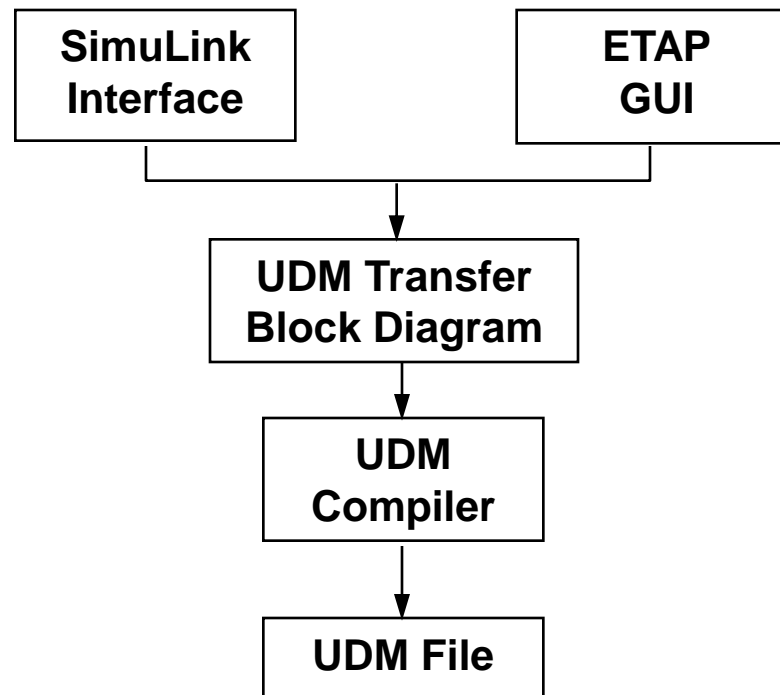 SimuLink
Interface
ETAP
GUI
UDM Transfer
Block Diagram
UDM
Compiler
UDM File